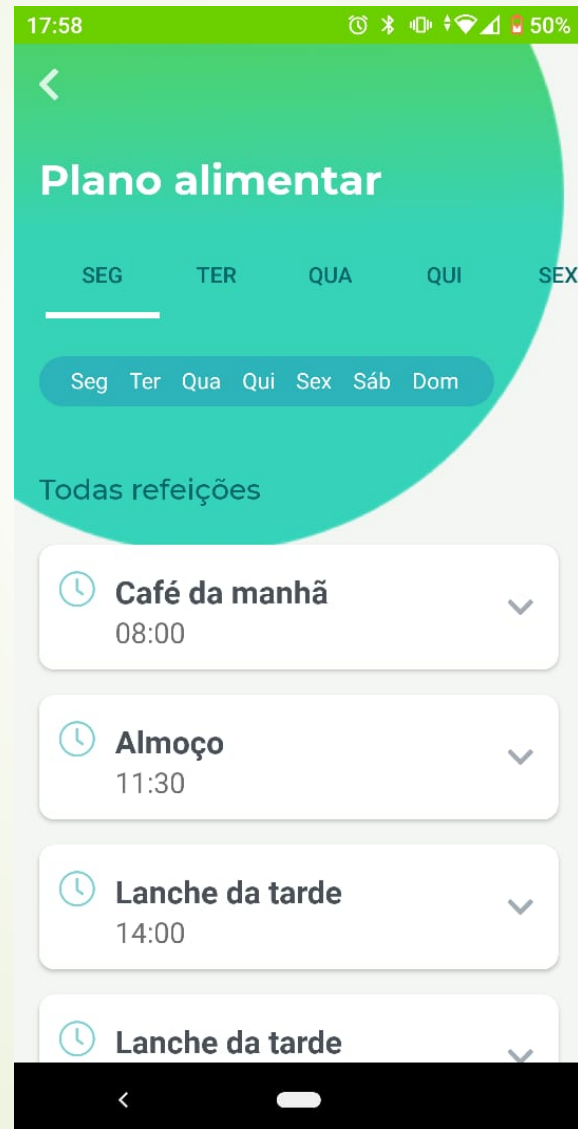 17:58 50%
Plano alimentar
SEG TER QUA QUI SEX
Seg Ter Qua Qui Sex Sáb Dom
Todas refeições
Café da manhã
08:00
Almoço
11:30
Lanche da tarde
14:00
Lanche da tarde